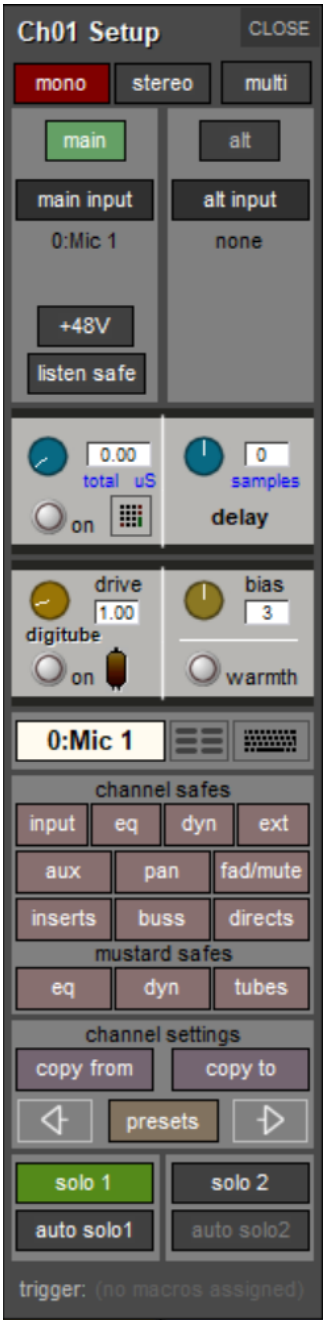 Ch01 Setup CLOSE
mono stereo multi
main alt
main input alt input
0:Mic 1 none
+48V
listen safe
0.00 0
total uS samples
on delay
drive bias
1.00 3
digitube
on warmth
0:Mic 1
channel safes
input eq dyn ext
aux pan fad/mute
inserts buss directs
mustard safes
eq dyn tubes
channel settings
copy from copy to
presets
solo 1 solo 2
auto solo1 auto solo2
trigger: (no macros assigned)